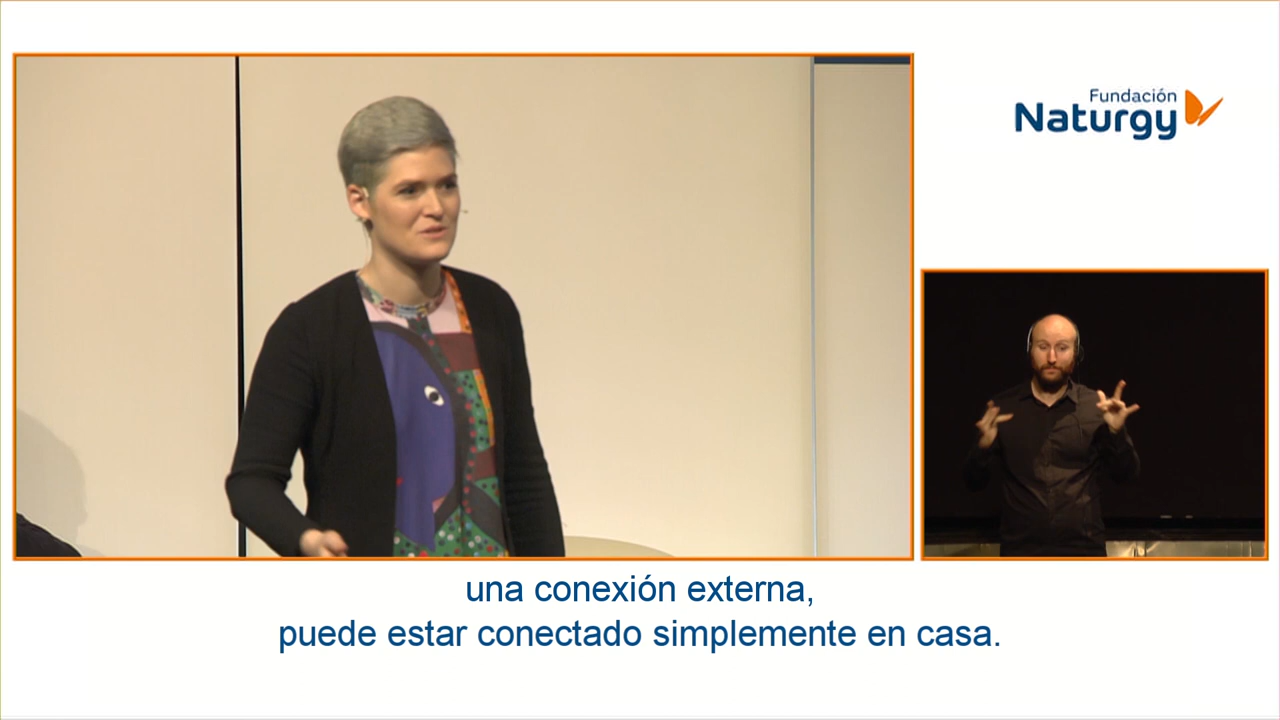 Fundación
Naturgy
una conexión externa,
puede estar conectado simplemente en casa.